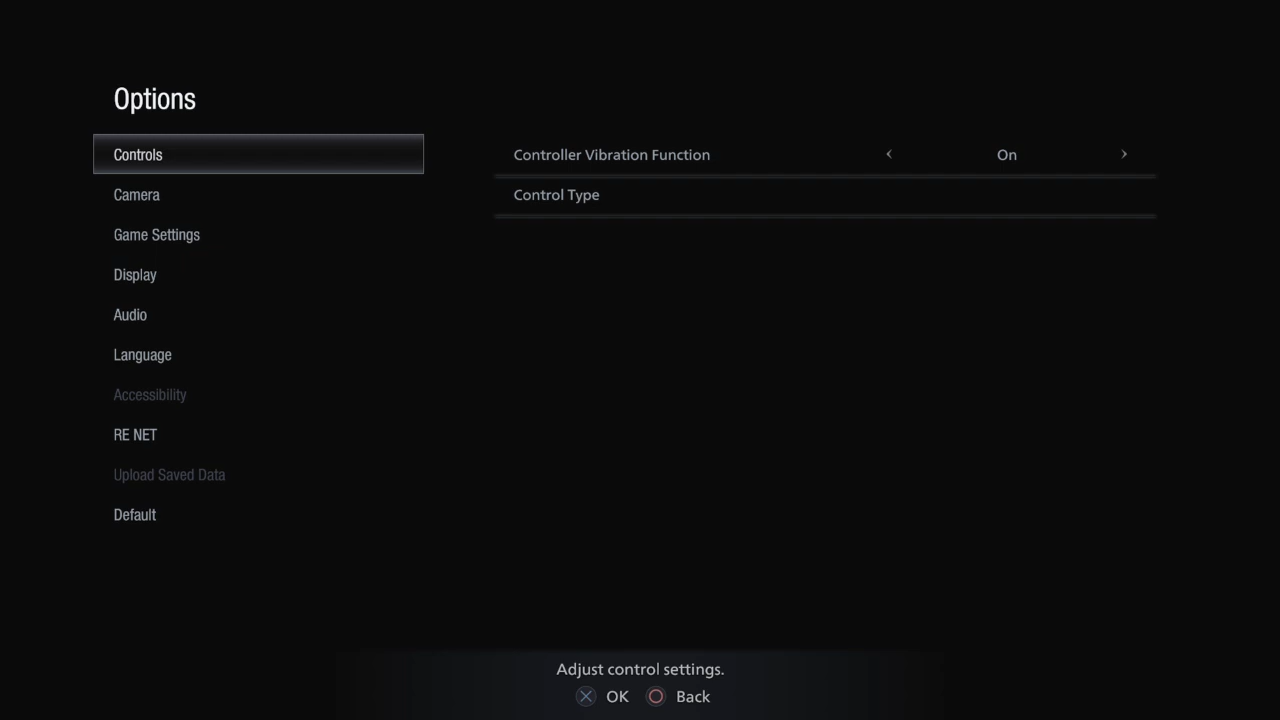 Options
Controls
Camera
Game Settings
Display
Audio
Language
Accessibility
RE NET
Upload Saved Data
Default
Controller Vibration Function On
Control Type
Adjust control settings.
OK Back